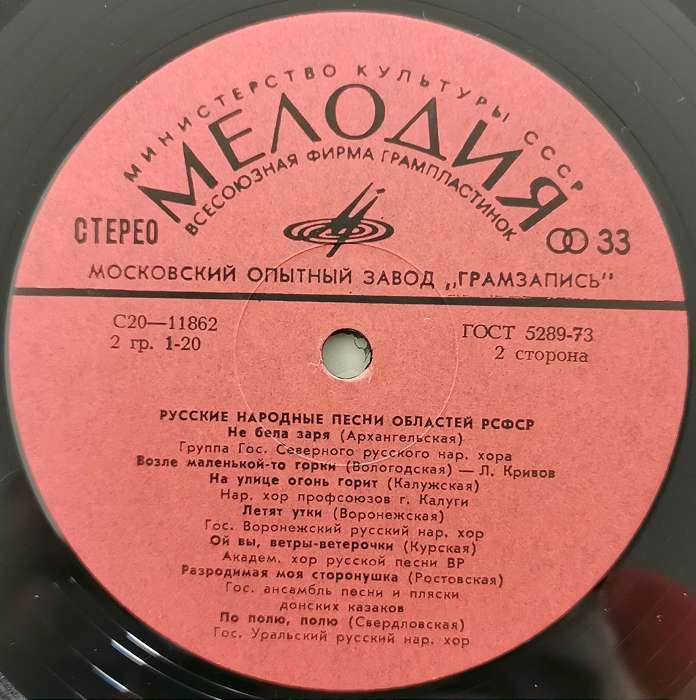 МИНИСТЕРСТВО КУЛЬТУРЫ СССР
МЕЛОДИЯ
ВСЕСОЮЗНАЯ ФИРМА ГРАМПЛАСТИНОК
СТЕРЕО
33
МОСКОВСКИЙ ОПЫТНЫЙ ЗАВОД „ГРАМЗАПИСЬ"
С20—11862
2 гр. 1-20
ГОСТ 5289-73
2 сторона
РУССКИЕ НАРОДНЫЕ ПЕСНИ ОБЛАСТЕЙ РСФСР
Не бела заря (Архангельская)
Группа Гос. Северного русского нар. хора
Возле маленькой-то горки (Вологодская) — Л. Кривов
На улице огонь горит (Калужская)
Нар. хор профсоюзов г. Калуги
Летят утки (Воронежская)
Гос. Воронежский русский нар. хор
Ой вы, ветры-ветерочки (Курская)
Академ. хор русской песни ВР
Разродимая моя сторонушка (Ростовская)
Гос. ансамбль песни и пляски
донских казаков
По полю, полю (Свердловская)
Гос. Уральский русский нар. хор